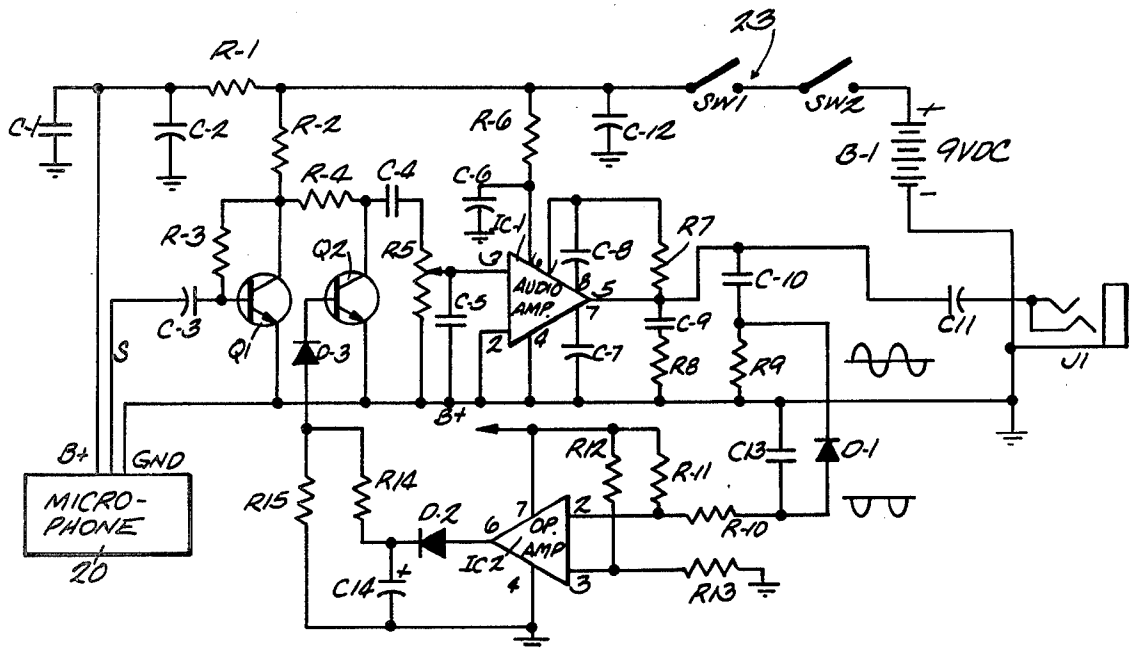 23
R-1
SW1
SW2
C-1
C-2
R-2
R-6
C-12
B-1
+
9VDC
-
R-4
C-4
C-6
IC-1
R-3
Q2
R5
3
6
1
C-8
R7
AUDIO
AMP.
8
5
7
C-10
C-3
Q1
C-5
2
4
C-9
C-7
C11
S
D-3
R8
R9
J1
B+
B+
GND
R12
R-11
C13
D-1
MICRO-
PHONE
20
R15
R14
D-2
6
7
2
OP.
AMP
IC2
R-10
C14
+
4
3
R13